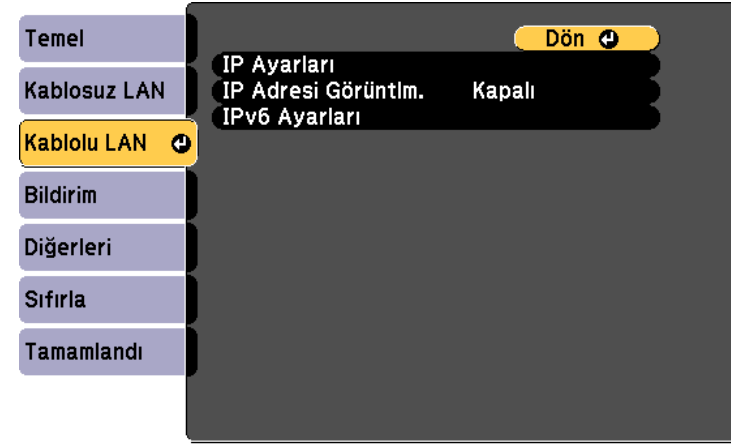 Temel
Kablosuz LAN
Kablolu LAN
Bildirim
Diğerleri
Sıfırla
Tamamlandı
Dön
IP Ayarları
IP Adresi Görüntlm. Kapalı
IPv6 Ayarları